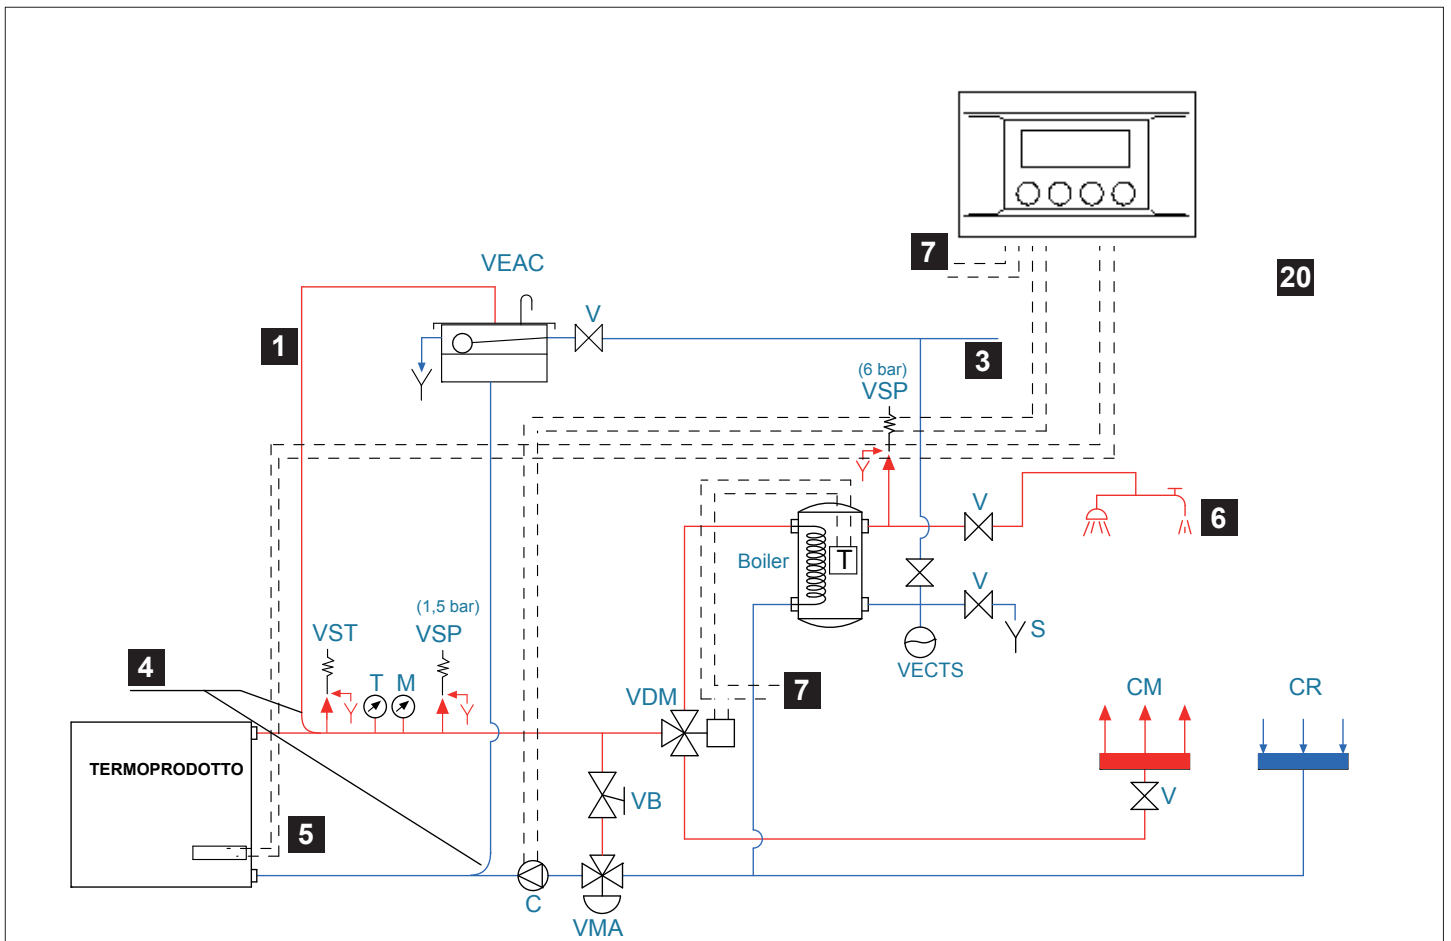 7
20
VEAC
V
1
3
(6 bar)
VSP
V
6
Boiler
T
(1,5 bar)
VST
VSP
V
S
VECTS
4
T
M
7
VDM
CM
CR
TERMOPRODOTTO
VB
V
5
C
VMA